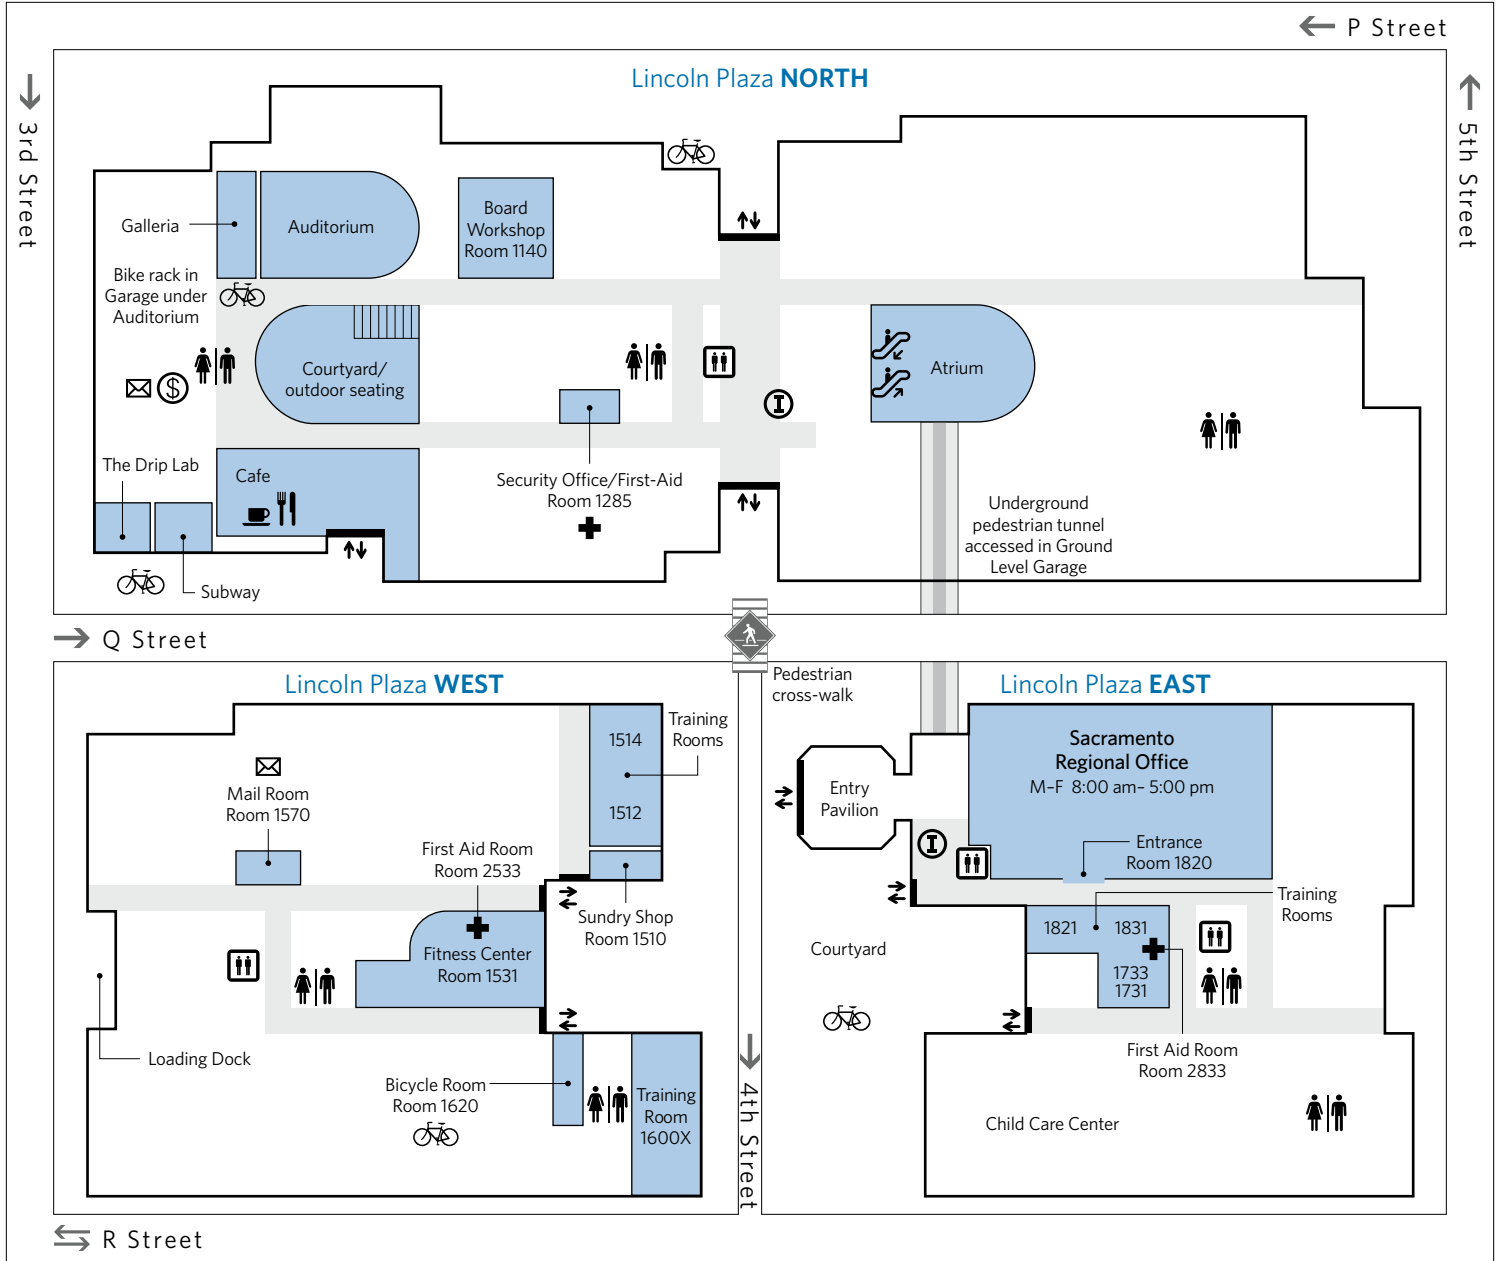 P Street
Lincoln Plaza NORTH
3rd Street
5th Street
Galleria
Auditorium
Board
Workshop
Room 1140
Bike rack in
Garage under
Auditorium
Courtyard/
outdoor seating
Atrium
$
I
The Drip Lab
Cafe
Security Office/First-Aid
Room 1285
Underground
pedestrian tunnel
accessed in Ground
Level Garage
Subway
Q Street
Lincoln Plaza WEST
Pedestrian
cross-walk
Lincoln Plaza EAST
Training
Rooms
1514
1512
Mail Room
Room 1570
First Aid Room
Room 2533
Sundry Shop
Room 1510
Fitness Center
Room 1531
Loading Dock
Bicycle Room
Room 1620
Training
Room
1600X
4th Street
Entry
Pavilion
Sacramento
Regional Office
M–F 8:00 am– 5:00 pm
I
Entrance
Room 1820
Training
Rooms
1821
1831
1733
1731
Courtyard
First Aid Room
Room 2833
Child Care Center
R Street